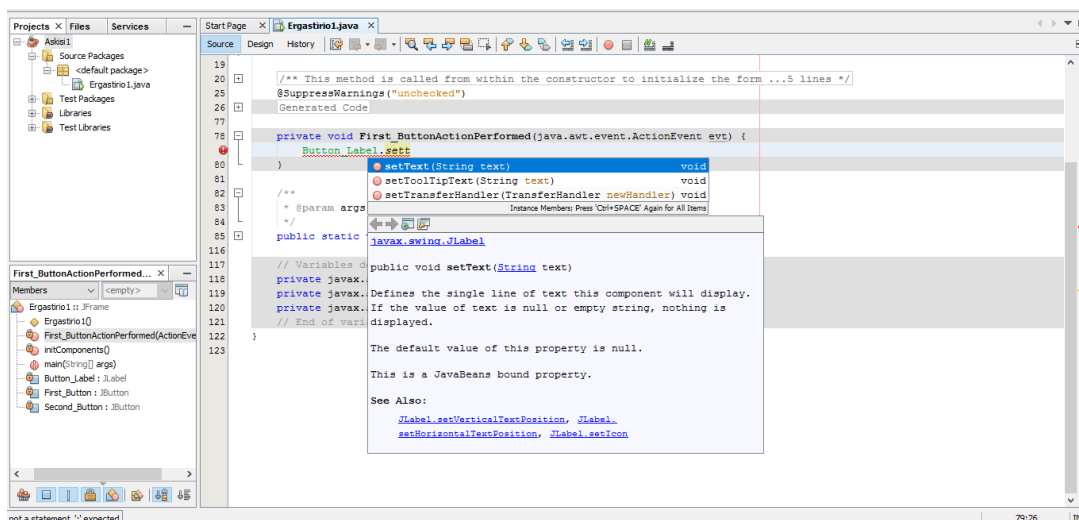 Projects × Files Services —
Askisi1
Source Packages
<default package>
Ergastirio1.java
Test Packages
Libraries
Test Libraries
First_ButtonActionPerformed... × —
Members <empty>
Ergastirio1 :: JFrame
Ergastirio1()
First_ButtonActionPerformed(ActionEve
initComponents()
main(String[] args)
Button_Label : JLabel
First_Button : JButton
Second_Button : JButton
not a statement, ';' expected
Start Page × Ergastirio1.java ×
Source Design History
19
20 /** This method is called from within the constructor to initialize the form ...5 lines */
25 @SuppressWarnings("unchecked")
26 Generated Code
77
78 private void First_ButtonActionPerformed(java.awt.event.ActionEvent evt) {
Button_Label.sett
80 }
81
82 /**
83 * @param args
84 */
85 public static
116
117 // Variables d
118 private javax.
119 private javax.
120 private javax.
121 // End of vari
122 }
123
setText(String text) void
setToolTipText(String text) void
setTransferHandler(TransferHandler newHandler) void
Instance Members; Press 'Ctrl+SPACE' Again for All Items
javax.swing.JLabel
public void setText(String text)
Defines the single line of text this component will display.
If the value of text is null or empty string, nothing is
displayed.
The default value of this property is null.
This is a JavaBeans bound property.
See Also:
JLabel.setVerticalTextPosition, JLabel.
setHorizontalTextPosition, JLabel.setIcon
79:26